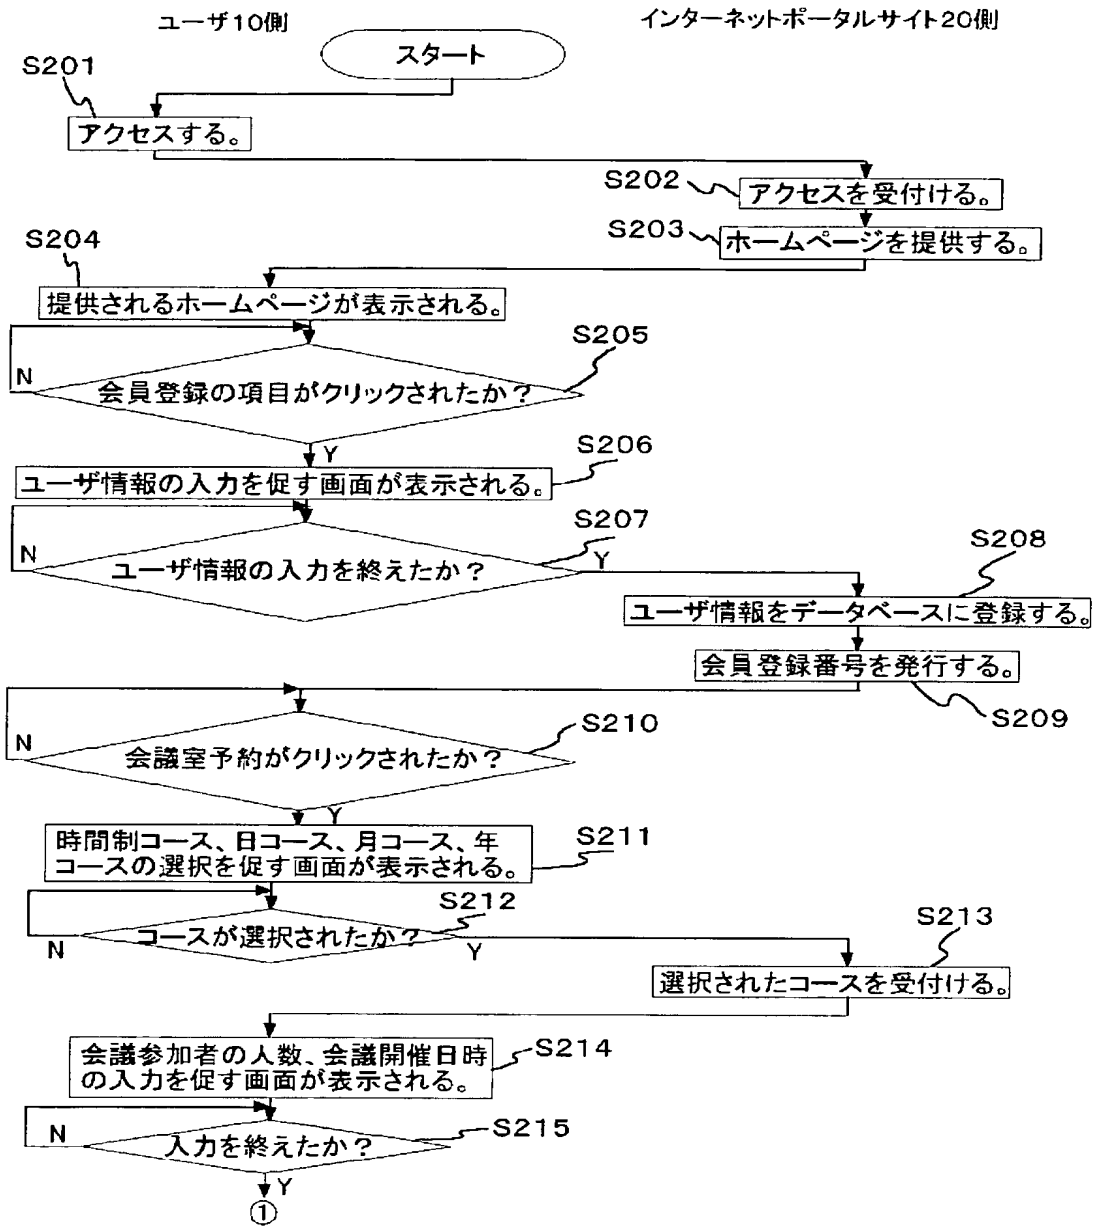 ユーザ10側
インターネットポータルサイト20側
スタート
S201
アクセスする。
S202
アクセスを受付ける。
S203
ホームページを提供する。
S204
提供されるホームページが表示される。
S205
N
会員登録の項目がクリックされたか?
Y
S206
ユーザ情報の入力を促す画面が表示される。
S207
N
ユーザ情報の入力を終えたか?
Y
S208
ユーザ情報をデータベースに登録する。
会員登録番号を発行する。
S209
S210
N
会議室予約がクリックされたか?
Y
S211
時間制コース、日コース、月コース、年
コースの選択を促す画面が表示される。
S212
N
コースが選択されたか?
Y
S213
選択されたコースを受付ける。
S214
会議参加者の人数、会議開催日時
の入力を促す画面が表示される。
S215
N
入力を終えたか?
Y
①